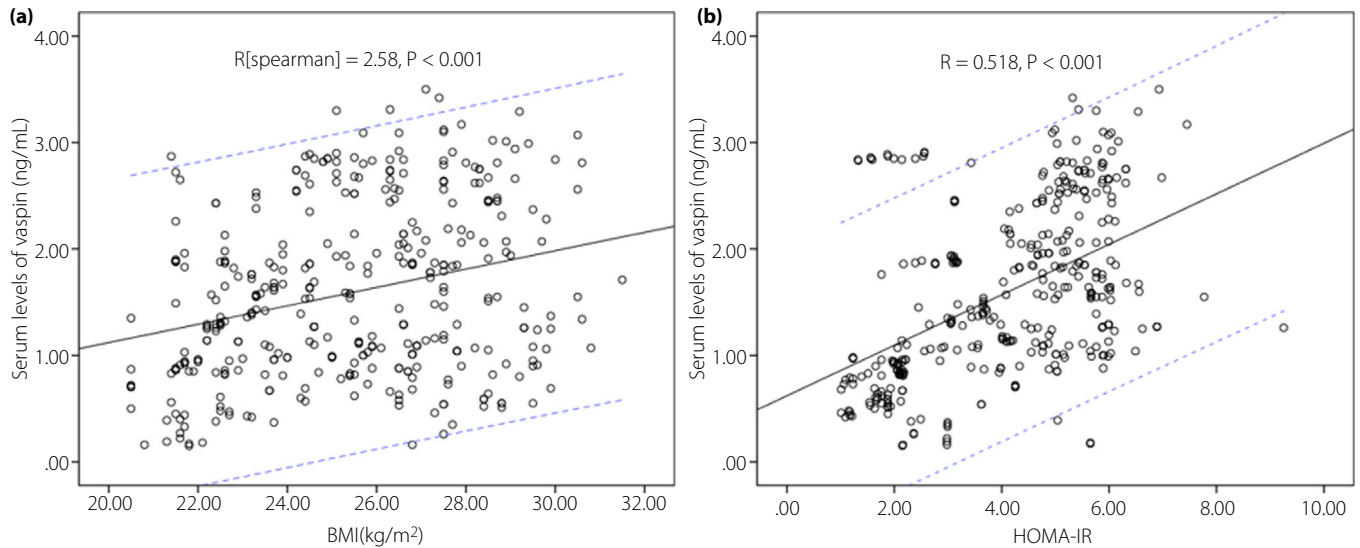 (a)
R[spearman] = 2.58, P < 0.001
Serum levels of vaspin (ng/mL)
4.00
3.00
2.00
1.00
.00
20.00 22.00 24.00 26.00 28.00 30.00 32.00
BMI(kg/m2)
(b)
R = 0.518, P < 0.001
Serum levels of vaspin (ng/mL)
4.00
3.00
2.00
1.00
.00
.00 2.00 4.00 6.00 8.00 10.00
HOMA-IR